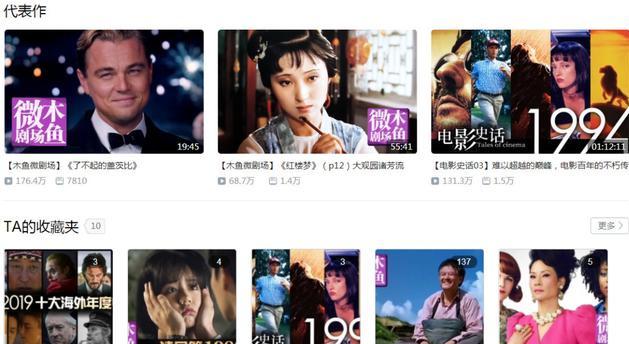 代表作
微木
剧场鱼
19:45
微木
剧场鱼
55:41
电影史话
Tales of cinema
1994
01:12:11
【木鱼微剧场】《了不起的盖茨比》
【木鱼微剧场】《红楼梦》（p12）大观园诸芳流
【电影史话03】难以超越的巅峰，电影百年的不朽传
176.4万
7810
68.7万
1.4万
131.3万
1.5万
TA的收藏夹
10
更多
3
4
3
137
5
2019十大海外年度
199
木
鱼